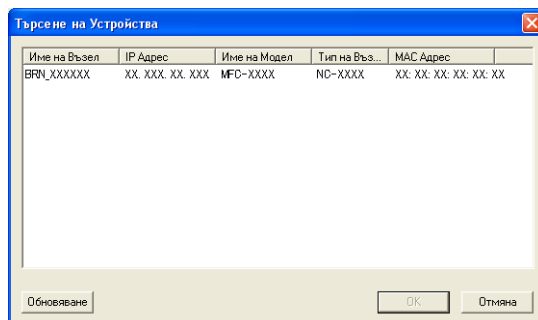 Търсене на Устройства
Име на Възел IP Адрес Име на Модел Тип на Въз... MAC Адрес
BRN_XXXXXX XX. XXX. XX. XXX MFC-XXXX NC-XXXX XX: XX: XX: XX: XX: XX
Обновяване OK Отмяна